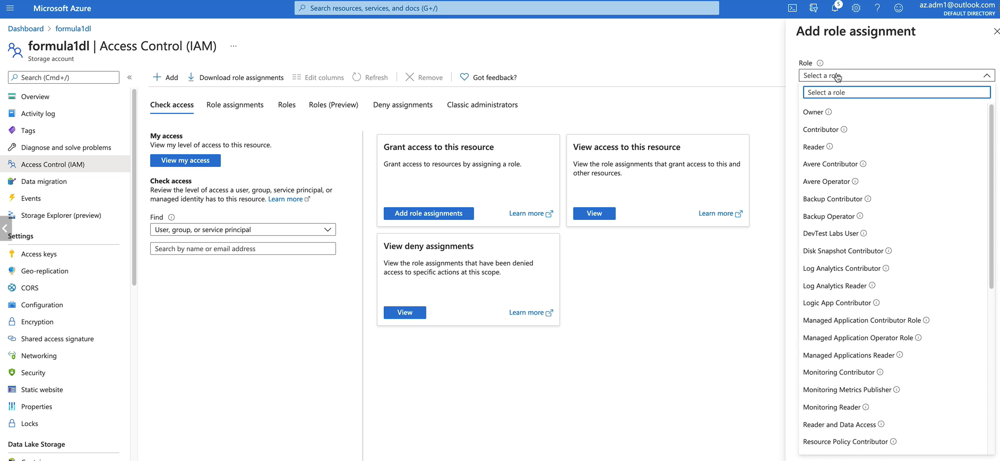 Microsoft Azure
Search resources, services, and docs (G+/)
5
az.adm1@outlook.com
DEFAULT DIRECTORY
Dashboard > formula1dl
formula1dl | Access Control (IAM) ...
Storage account
Search (Cmd+/)
«
Overview
Activity log
Tags
Diagnose and solve problems
Access Control (IAM)
Data migration
Events
Storage Explorer (preview)
Settings
Access keys
Geo-replication
CORS
Configuration
Encryption
Shared access signature
Networking
Security
Static website
Properties
Locks
Data Lake Storage
Add
Download role assignments
Edit columns
Refresh
Remove
Got feedback?
Check access
Role assignments
Roles
Roles (Preview)
Deny assignments
Classic administrators
My access
View my level of access to this resource.
View my access
Check access
Review the level of access a user, group, service principal, or
managed identity has to this resource. Learn more
Find
User, group, or service principal
Search by name or email address
Grant access to this resource
Grant access to resources by assigning a role.
Add role assignments
Learn more
View access to this resource
View the role assignments that grant access to this and
other resources.
View
Learn more
View deny assignments
View the role assignments that have been denied
access to specific actions at this scope.
View
Learn more
Add role assignment
Role
Select a role
Select a role
Owner
Contributor
Reader
Avere Contributor
Avere Operator
Backup Contributor
Backup Operator
DevTest Labs User
Disk Snapshot Contributor
Log Analytics Contributor
Log Analytics Reader
Logic App Contributor
Managed Application Contributor Role
Managed Application Operator Role
Managed Applications Reader
Monitoring Contributor
Monitoring Metrics Publisher
Monitoring Reader
Reader and Data Access
Resource Policy Contributor